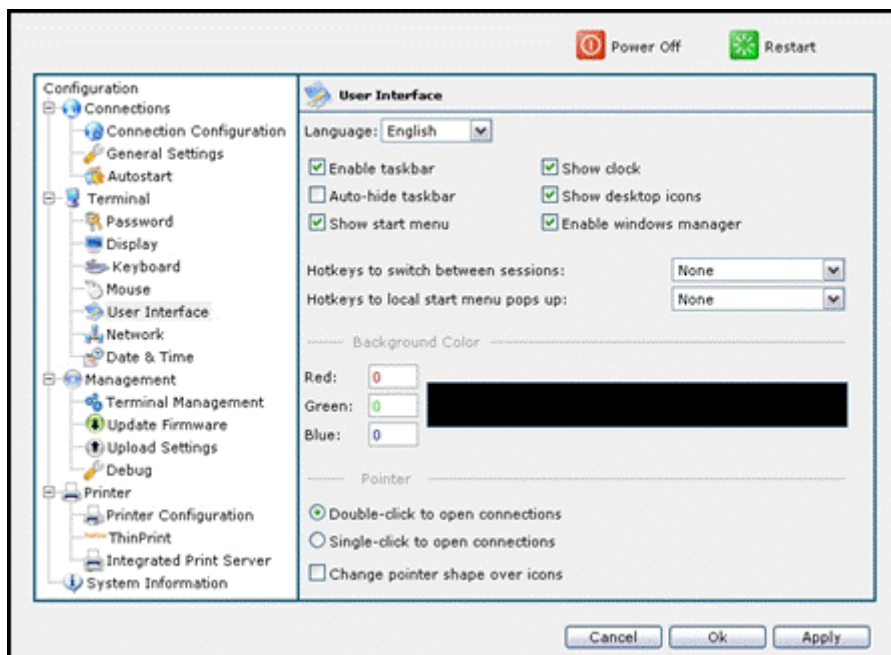 Power Off
Restart
Configuration
Connections
Connection Configuration
General Settings
Autostart
Terminal
Password
Display
Keyboard
Mouse
User Interface
Network
Date & Time
Management
Terminal Management
Update Firmware
Upload Settings
Debug
Printer
Printer Configuration
ThinPrint
Integrated Print Server
System Information
User Interface
Language: English
Enable taskbar
Show clock
Auto-hide taskbar
Show desktop icons
Show start menu
Enable windows manager
Hotkeys to switch between sessions: None
Hotkeys to local start menu pops up: None
Background Color
Red: 0
Green: 0
Blue: 0
Pointer
Double-click to open connections
Single-click to open connections
Change pointer shape over icons
Cancel
Ok
Apply